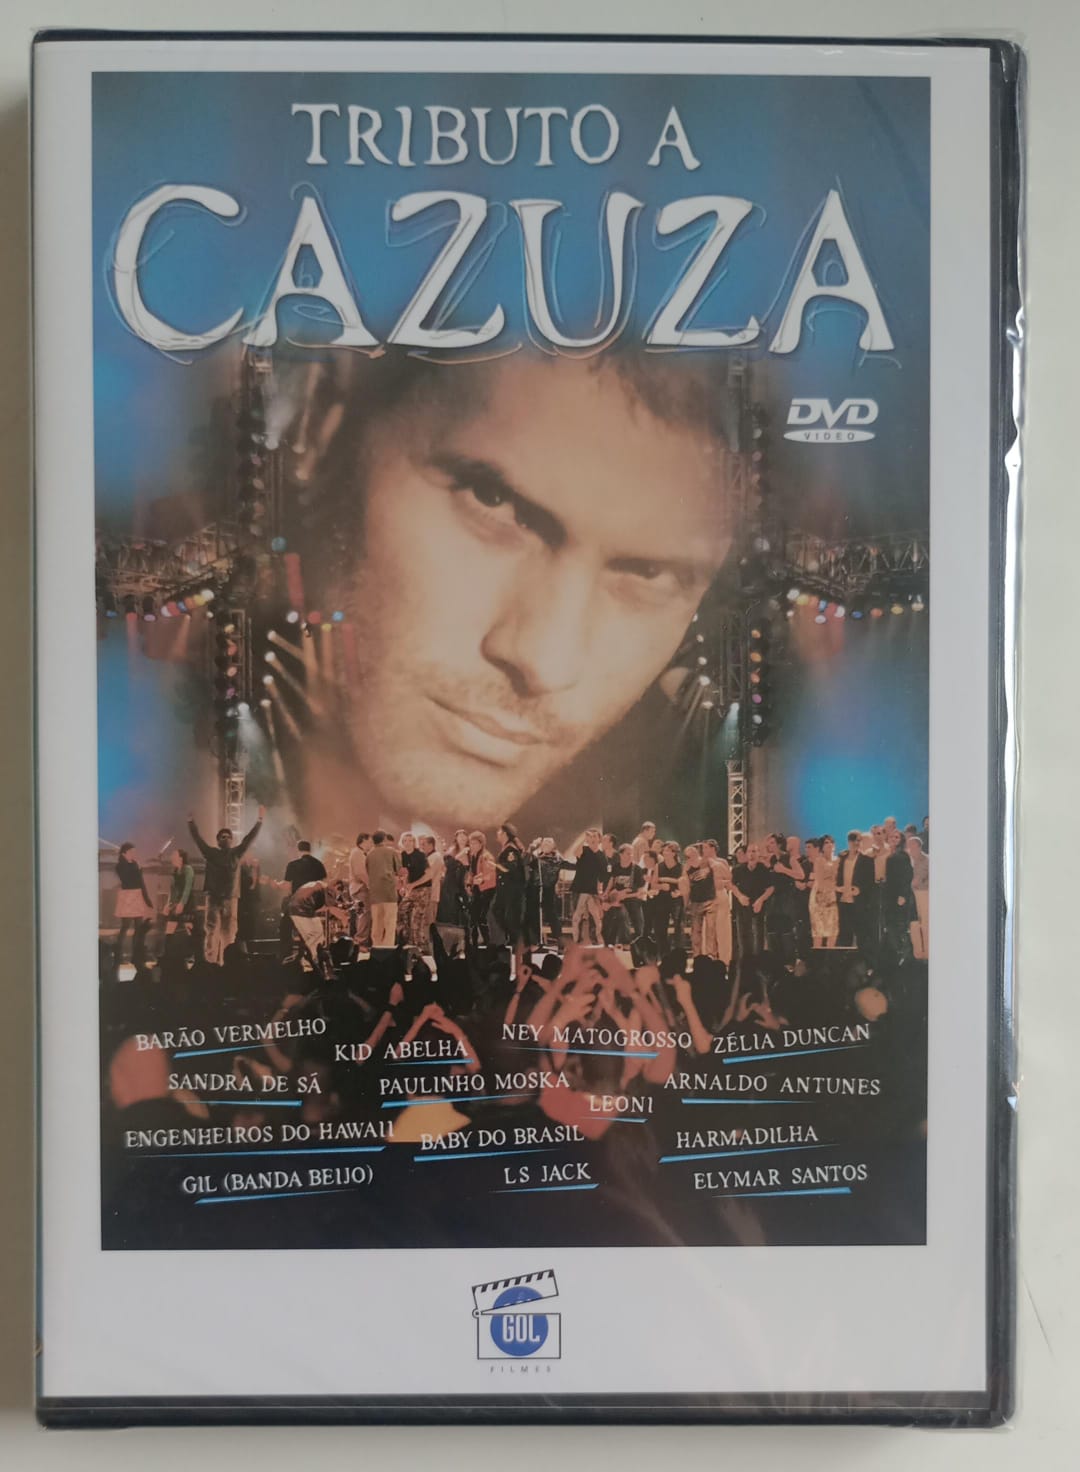 TRIBUTO A
CAZUZA
DVD
VIDEO
BARÃO VERMELHO
KID ABELHA
NEY MATOGROSSO
ZÉLIA DUNCAN
SANDRA DE SÁ
PAULINHO MOSKA
LEONI
ARNALDO ANTUNES
ENGENHEIROS DO HAWAII
BABY DO BRASIL
HARMADILHA
GIL (BANDA BEIJO)
LS JACK
ELYMAR SANTOS
GOL
FILMES